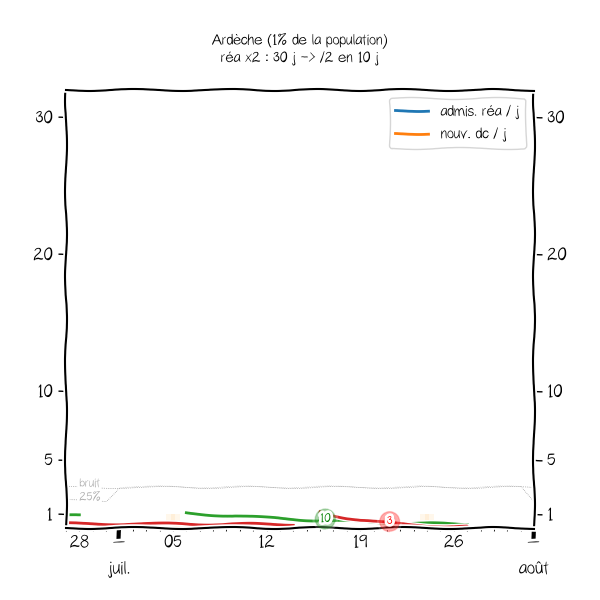 Ardèche (1% de la population)
réa x2 : 30 j -> /2 en 10 j
admis. réa / j
nouv. dc / j
30
30
20
20
10
10
5
5
bruit
25%
1
10
3
1
28
05
12
19
26
juil.
août